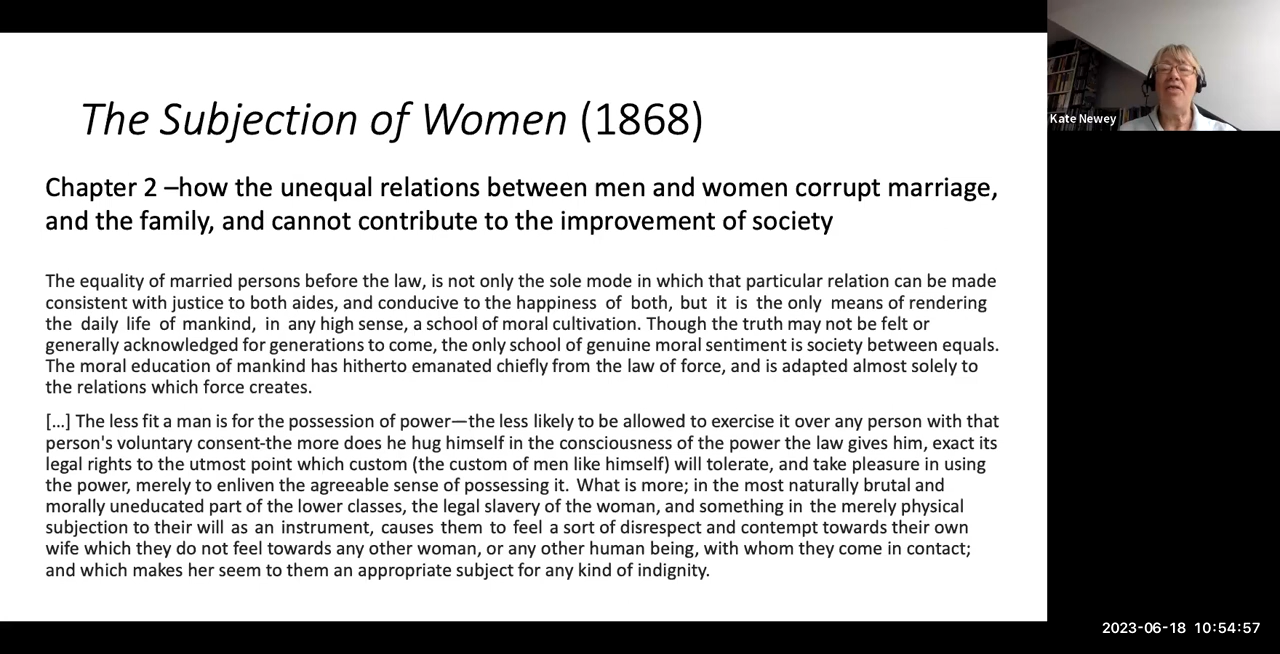 The Subjection of Women (1868)
Chapter 2 –how the unequal relations between men and women corrupt marriage,
and the family, and cannot contribute to the improvement of society
The equality of married persons before the law, is not only the sole mode in which that particular relation can be made
consistent with justice to both aides, and conducive to the happiness of both, but it is the only means of rendering
the daily life of mankind, in any high sense, a school of moral cultivation. Though the truth may not be felt or
generally acknowledged for generations to come, the only school of genuine moral sentiment is society between equals.
The moral education of mankind has hitherto emanated chiefly from the law of force, and is adapted almost solely to
the relations which force creates.
[...] The less fit a man is for the possession of power—the less likely to be allowed to exercise it over any person with that
person's voluntary consent-the more does he hug himself in the consciousness of the power the law gives him, exact its
legal rights to the utmost point which custom (the custom of men like himself) will tolerate, and take pleasure in using
the power, merely to enliven the agreeable sense of possessing it. What is more; in the most naturally brutal and
morally uneducated part of the lower classes, the legal slavery of the woman, and something in the merely physical
subjection to their will as an instrument, causes them to feel a sort of disrespect and contempt towards their own
wife which they do not feel towards any other woman, or any other human being, with whom they come in contact;
and which makes her seem to them an appropriate subject for any kind of indignity.
Kate Newey
2023-06-18 10:54:57